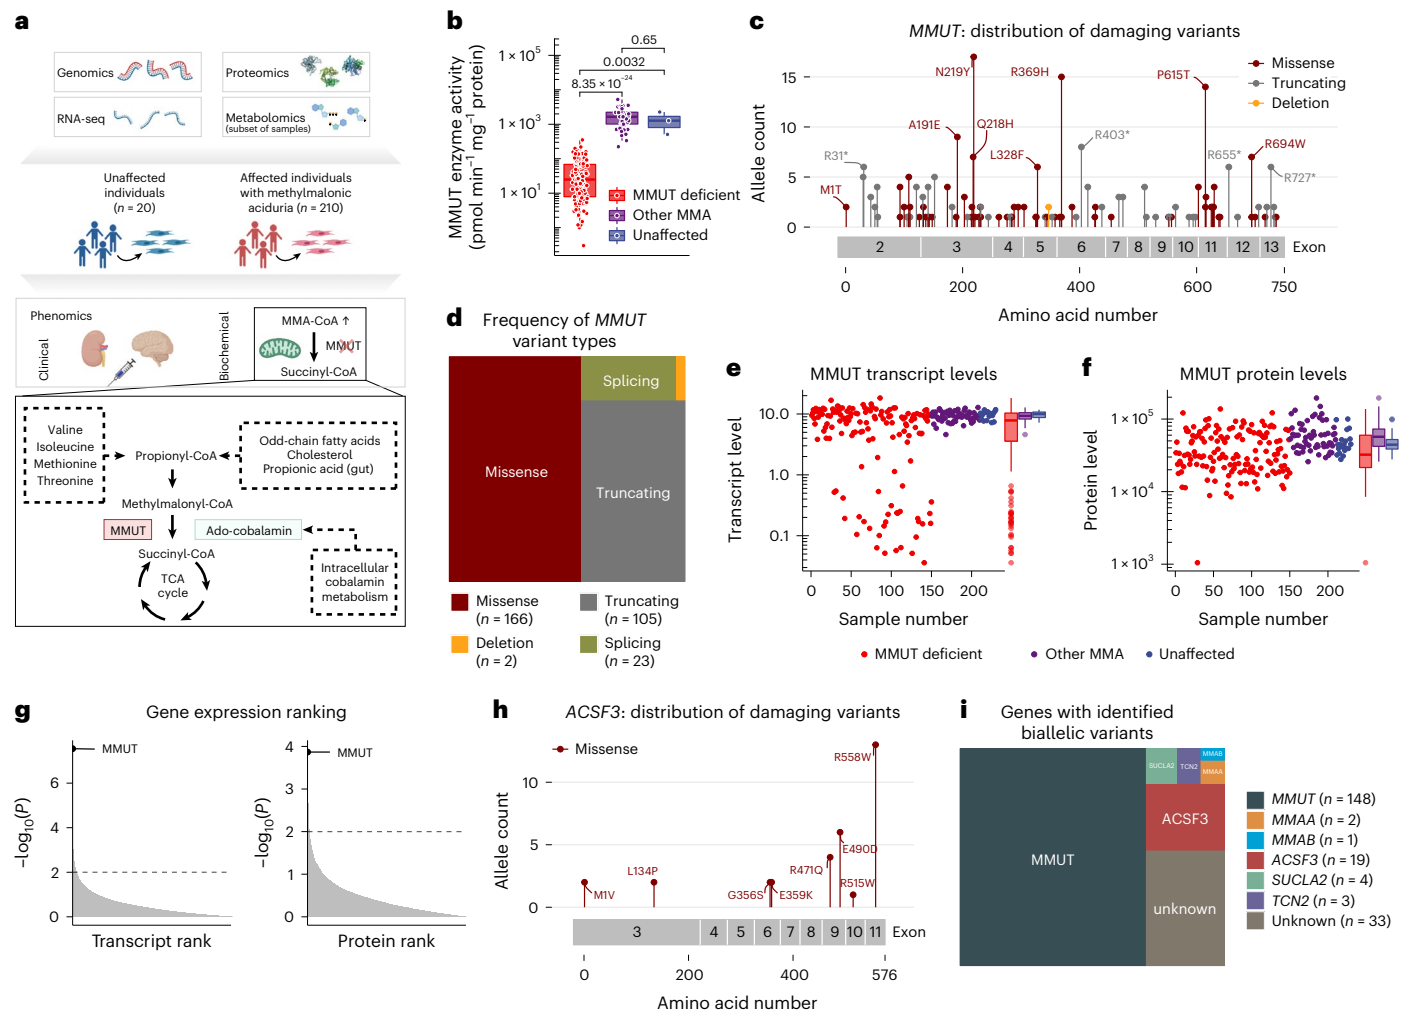 a
Genomics
Proteomics
RNA-seq
Metabolomics
(subset of samples)
Unaffected
individuals
(n = 20)
Affected individuals
with methylmalonic
aciduria (n = 210)
Phenomics
Clinical
Biochemical
MMA-CoA ↑
MMUT
Succinyl-CoA
Valine
Isoleucine
Methionine
Threonine
Propionyl-CoA
Odd-chain fatty acids
Cholesterol
Propionic acid (gut)
Methylmalonyl-CoA
MMUT
Ado-cobalamin
Succinyl-CoA
TCA
cycle
Intracellular
cobalamin
metabolism
b
MMUT enzyme activity
(pmol min⁻¹ mg⁻¹ protein)
1 × 10⁵
1 × 10³
1 × 10¹
0.65
0.0032
8.35 × 10⁻²⁴
MMUT deficient
Other MMA
Unaffected
c
MMUT: distribution of damaging variants
Allele count
15
10
5
0
N219Y
R369H
P615T
Missense
Truncating
Deletion
A191E
Q218H
R403*
R31*
L328F
R655*
R694W
M1T
R727*
2 3 4 5 6 7 8 9 10 11 12 13 Exon
0 200 400 600 750
Amino acid number
d
Frequency of MMUT
variant types
Splicing
Missense
Truncating
Missense
(n = 166)
Truncating
(n = 105)
Deletion
(n = 2)
Splicing
(n = 23)
e
MMUT transcript levels
Transcript level
10.0
1.0
0.1
0 50 100 150 200
Sample number
f
MMUT protein levels
Protein level
1 × 10⁵
1 × 10⁴
1 × 10³
0 50 100 150 200
Sample number
MMUT deficient
Other MMA
Unaffected
g
Gene expression ranking
−log₁₀(P)
MMUT
6
4
2
0
Transcript rank
−log₁₀(P)
MMUT
4
3
2
1
0
Protein rank
h
ACSF3: distribution of damaging variants
Missense
Allele count
10
5
0
R558W
E490D
R471Q
L134P
M1V
G356S
E359K
R515W
3 4 5 6 7 8 9 10 11 Exon
0 200 400 576
Amino acid number
i
Genes with identified
biallelic variants
MMUT
SUCLA2
TCN2
MMAB
MMAA
ACSF3
unknown
MMUT (n = 148)
MMAA (n = 2)
MMAB (n = 1)
ACSF3 (n = 19)
SUCLA2 (n = 4)
TCN2 (n = 3)
Unknown (n = 33)